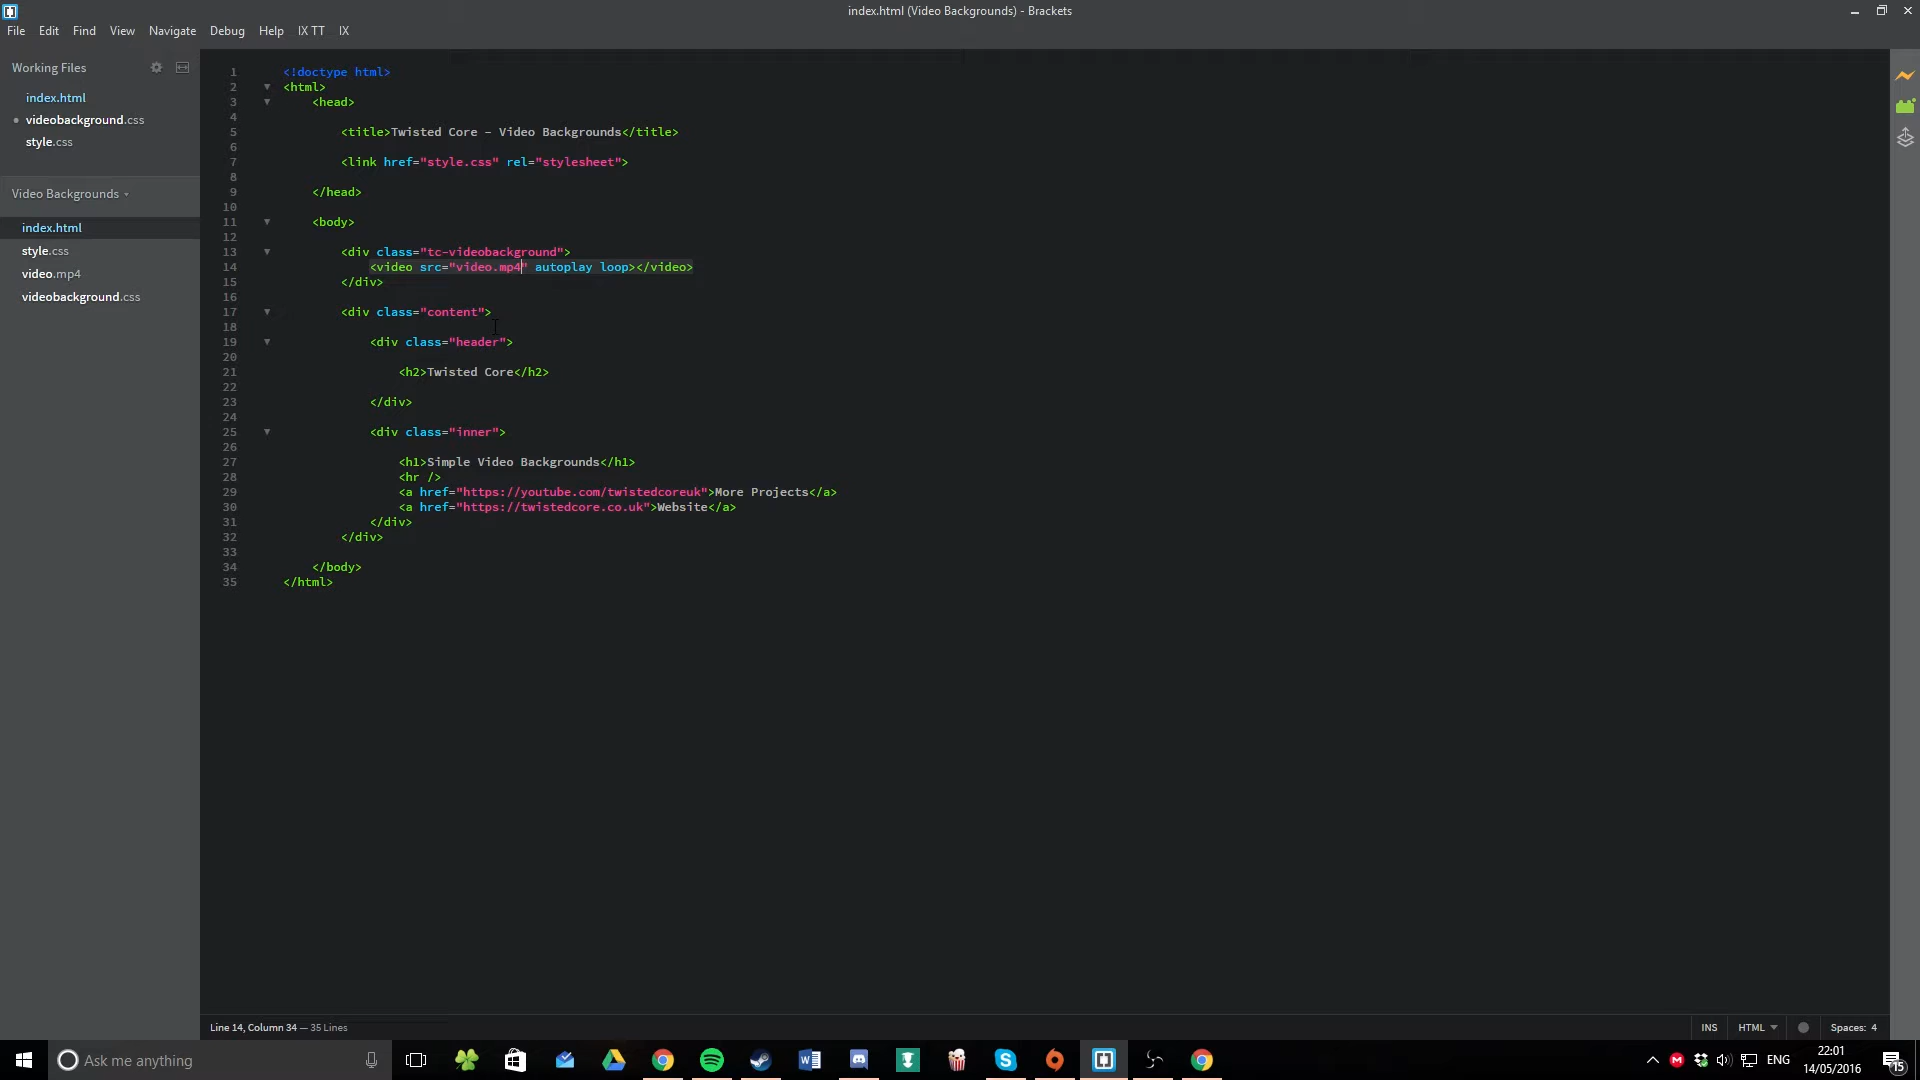 index.html (Video Backgrounds) - Brackets
File Edit Find View Navigate Debug Help IX TT IX
Working Files
index.html
videobackground.css
style.css
Video Backgrounds
index.html
style.css
video.mp4
videobackground.css
1 <!doctype html>
2 <html>
3 <head>
4
5 <title>Twisted Core - Video Backgrounds</title>
6
7 <link href="style.css" rel="stylesheet">
8
9 </head>
10
11 <body>
12
13 <div class="tc-videobackground">
14 <video src="video.mp4" autoplay loop></video>
15 </div>
16
17 <div class="content">
18
19 <div class="header">
20
21 <h2>Twisted Core</h2>
22
23 </div>
24
25 <div class="inner">
26
27 <h1>Simple Video Backgrounds</h1>
28 <hr />
29 <a href="https://youtube.com/twistedcoreuk">More Projects</a>
30 <a href="https://twistedcore.co.uk">Website</a>
31 </div>
32 </div>
33
34 </body>
35 </html>
Line 14, Column 34 — 35 Lines
INS HTML Spaces: 4
Ask me anything
ENG
22:01
14/05/2016
15